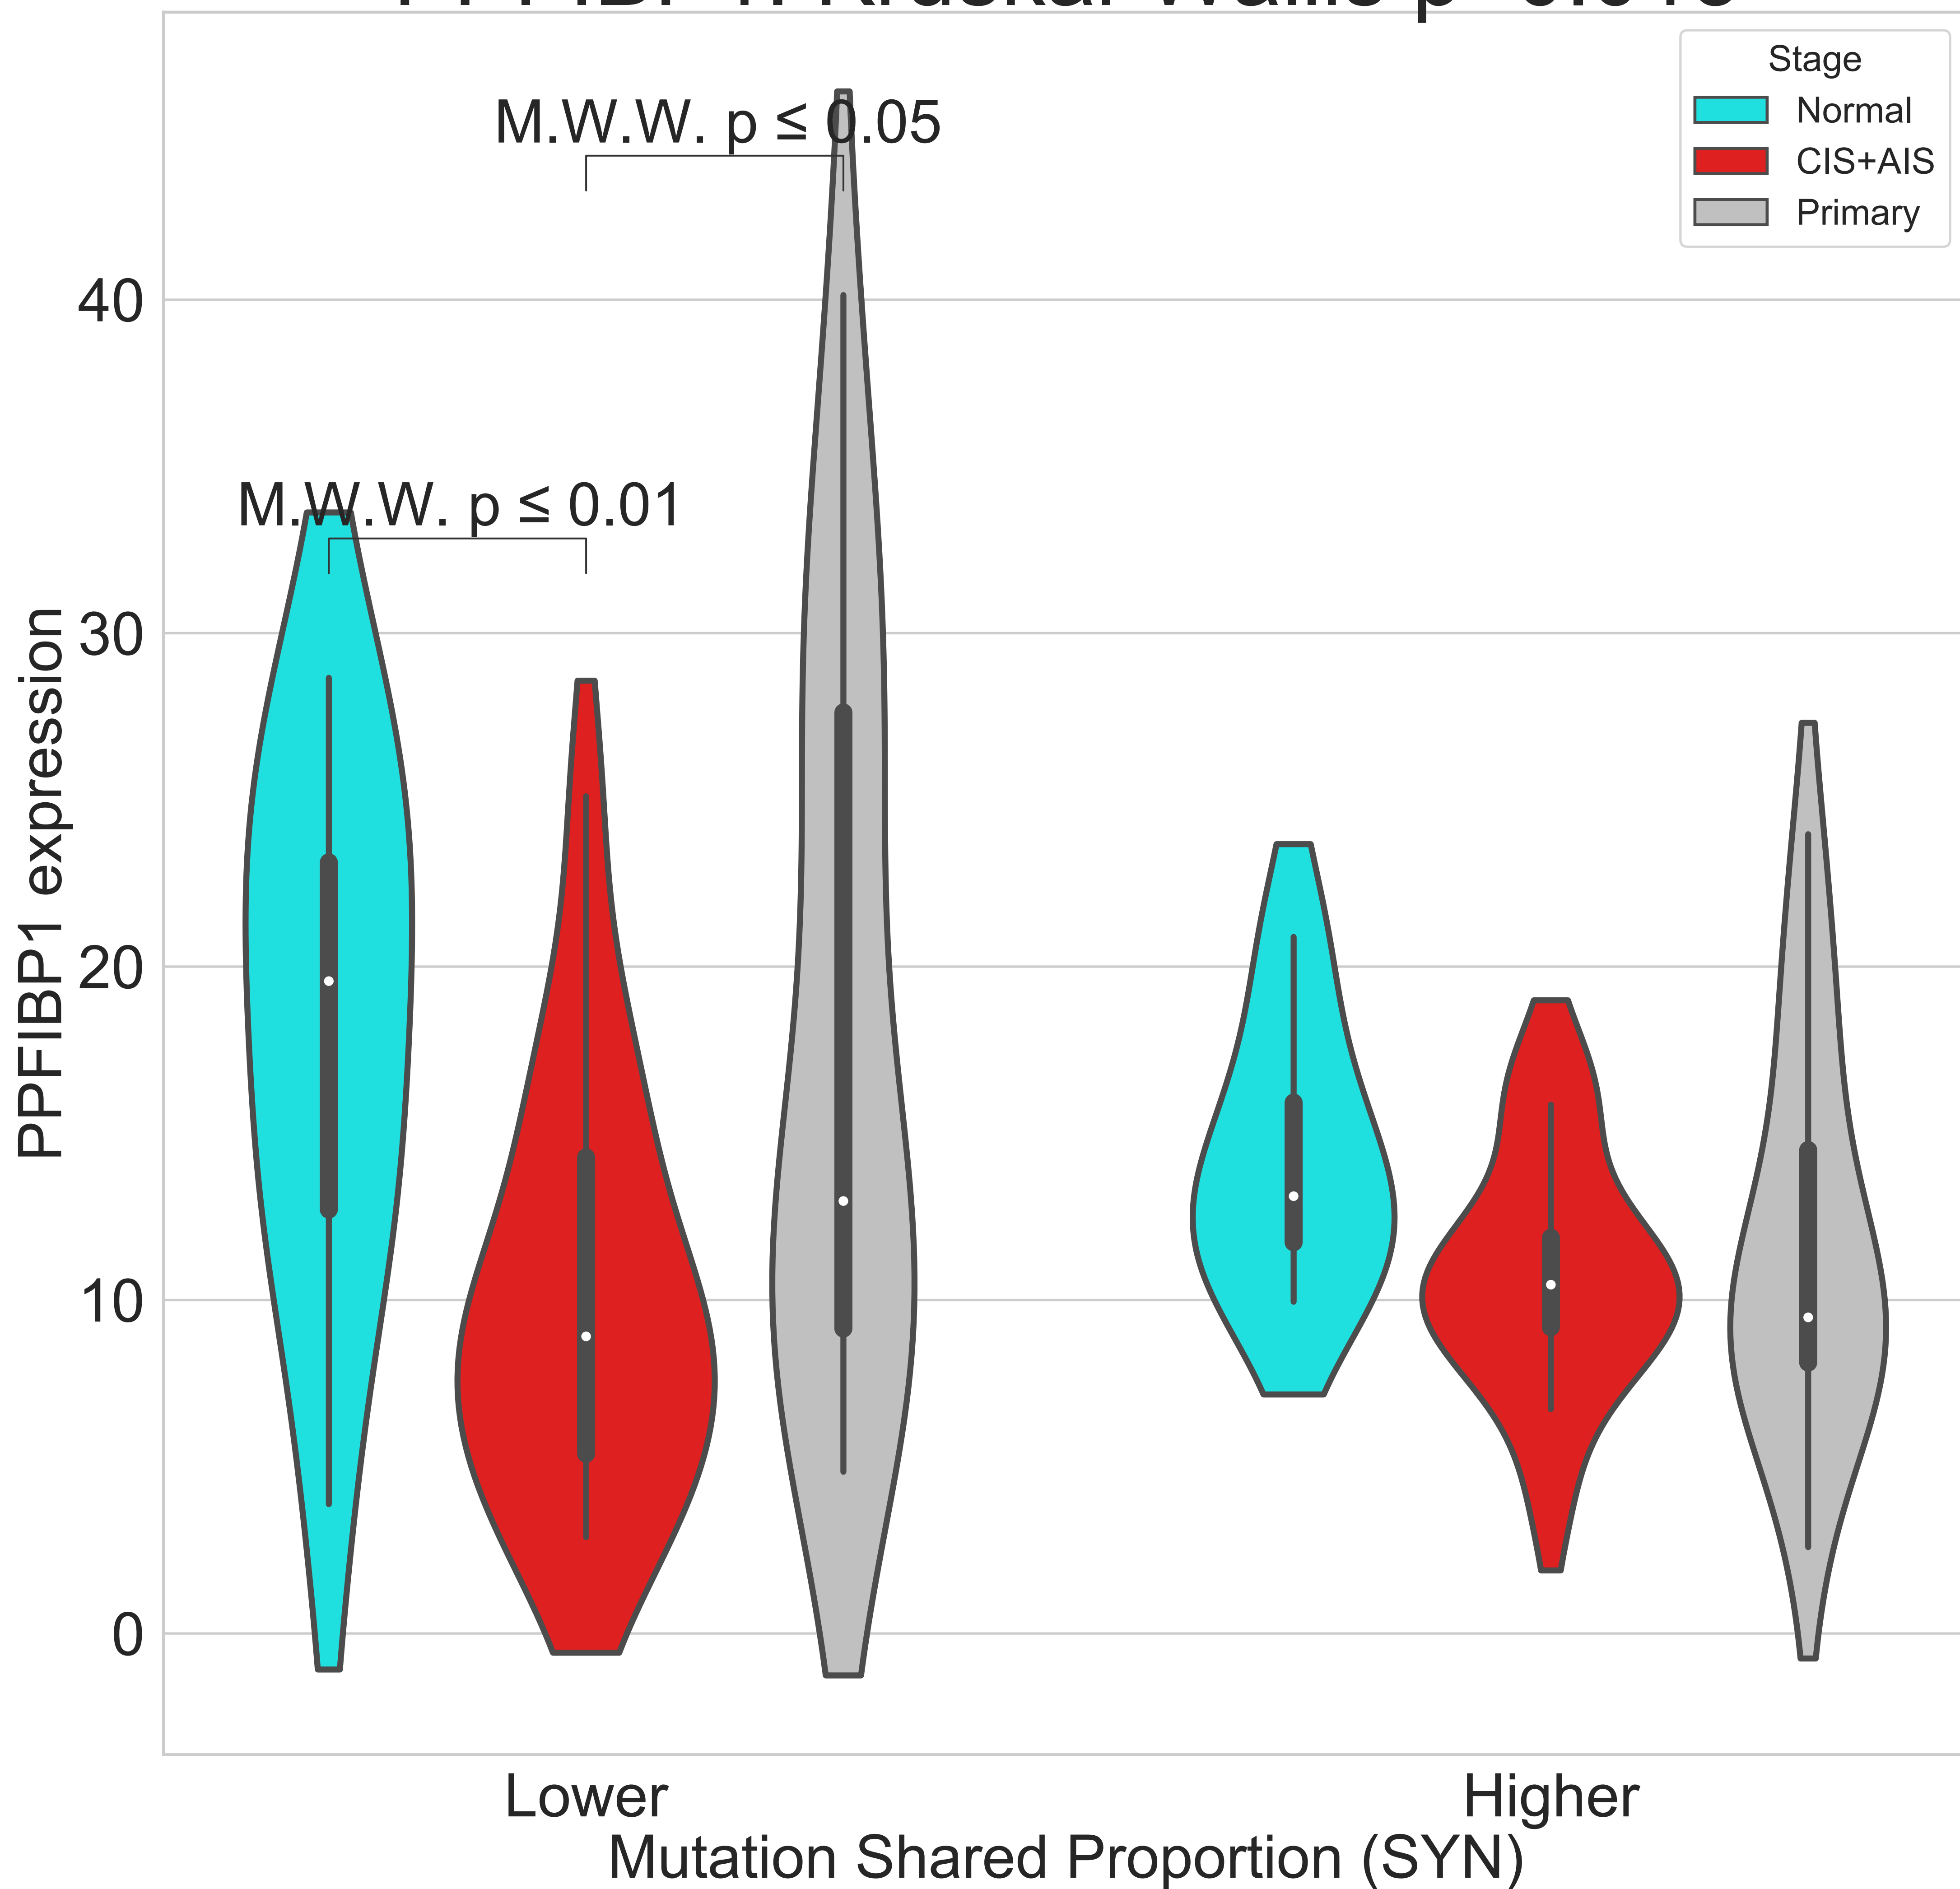 Stage
Normal
CIS+AIS
Primary
M.W.W. p ≤ 0.05
M.W.W. p ≤ 0.01
40
30
20
10
0
PPFIBP1 expression
Lower
Higher
Mutation Shared Proportion (SYN)